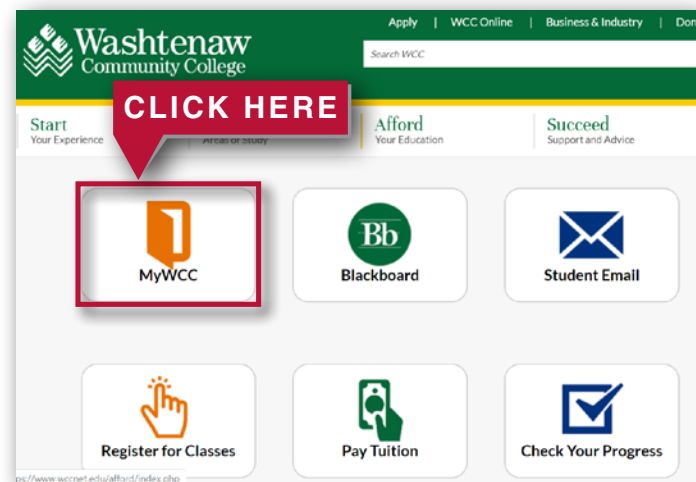 Apply | WCC Online | Business & Industry | Don
Washtenaw
Community College
Search WCC
CLICK HERE
Start
Your Experience
Areas of Study
Afford
Your Education
Succeed
Support and Advice
MyWCC
Bb
Blackboard
Student Email
Register for Classes
Pay Tuition
Check Your Progress
ps://www.wccnet.edu/afford/index.php